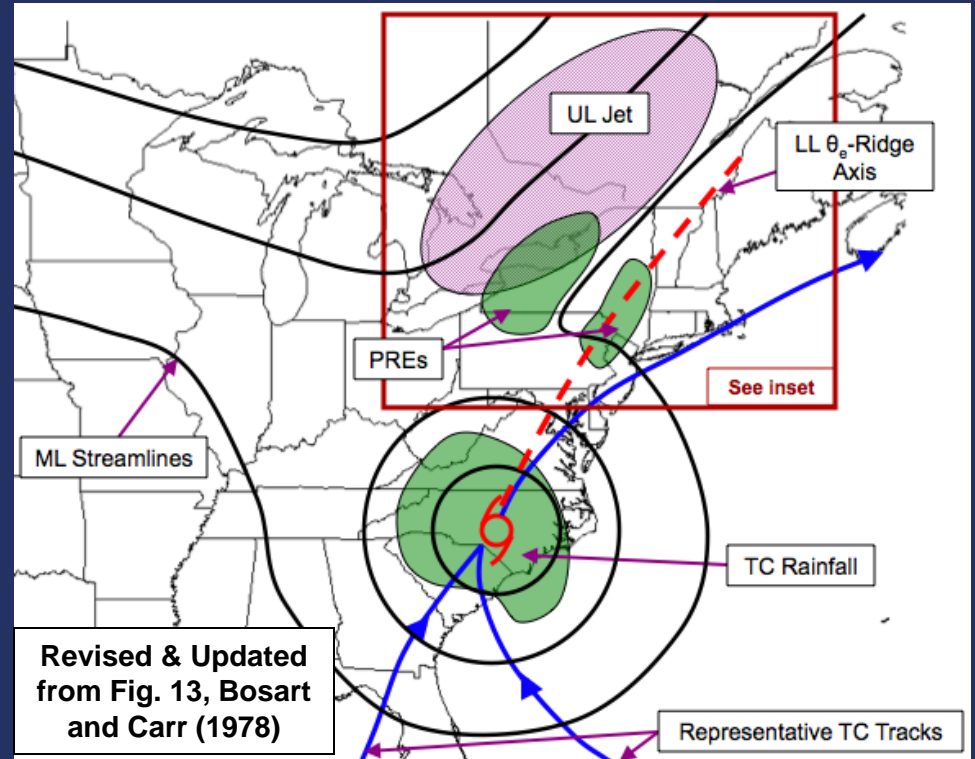 UL Jet
LL θe-Ridge
Axis
PREs
See inset
ML Streamlines
TC Rainfall
Revised & Updated
from Fig. 13, Bosart
and Carr (1978)
Representative TC Tracks